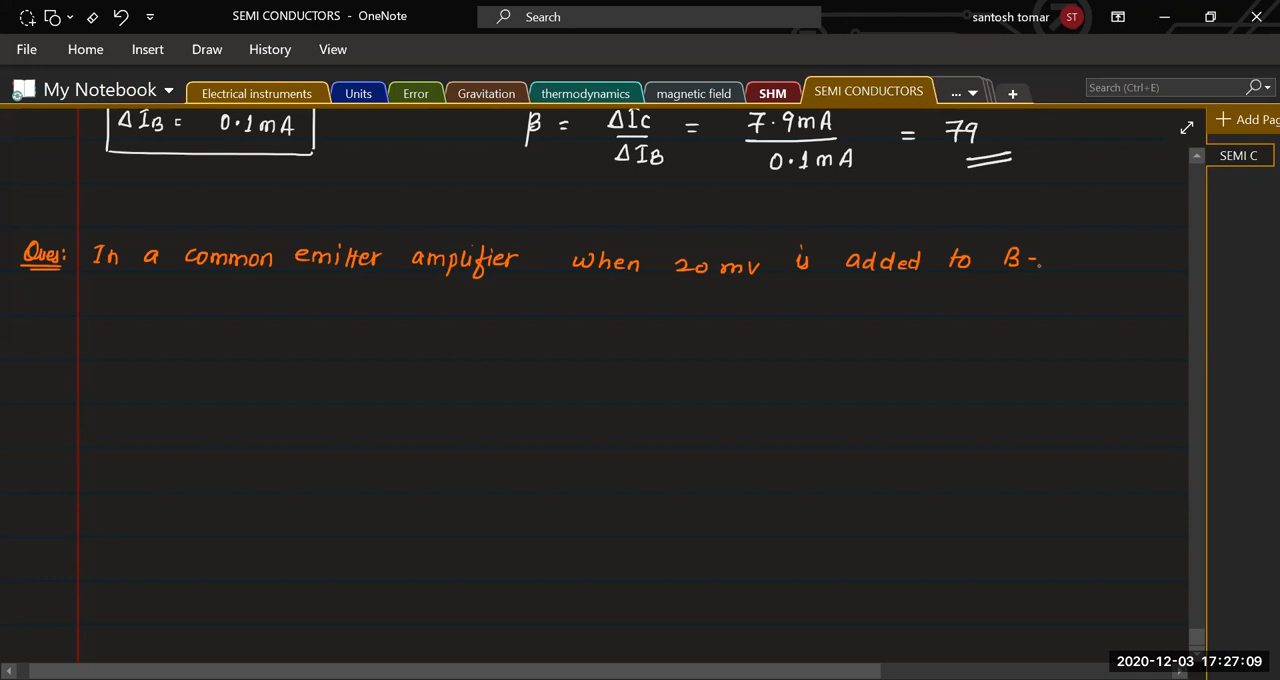 SEMI CONDUCTORS - OneNote
Search
santosh tomar
ST
File Home Insert Draw History View
My Notebook
Electrical instruments
Units
Error
Gravitation
thermodynamics
magnetic field
SHM
SEMI CONDUCTORS
...
+
Search (Ctrl+E)
+ Add Pag
SEMI C
ΔIB = 0.1mA
β = ΔIC / ΔIB = 7.9mA / 0.1mA = 79
Ques: In a common emitter amplifier when 20 mv is added to B-
2020-12-03 17:27:09